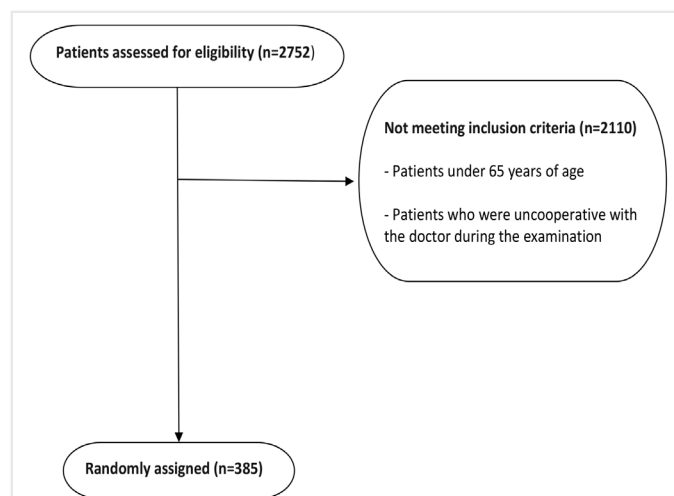 Patients assessed for eligibility (n=2752)
Not meeting inclusion criteria (n=2110)
- Patients under 65 years of age
- Patients who were uncooperative with
the doctor during the examination
Randomly assigned (n=385)